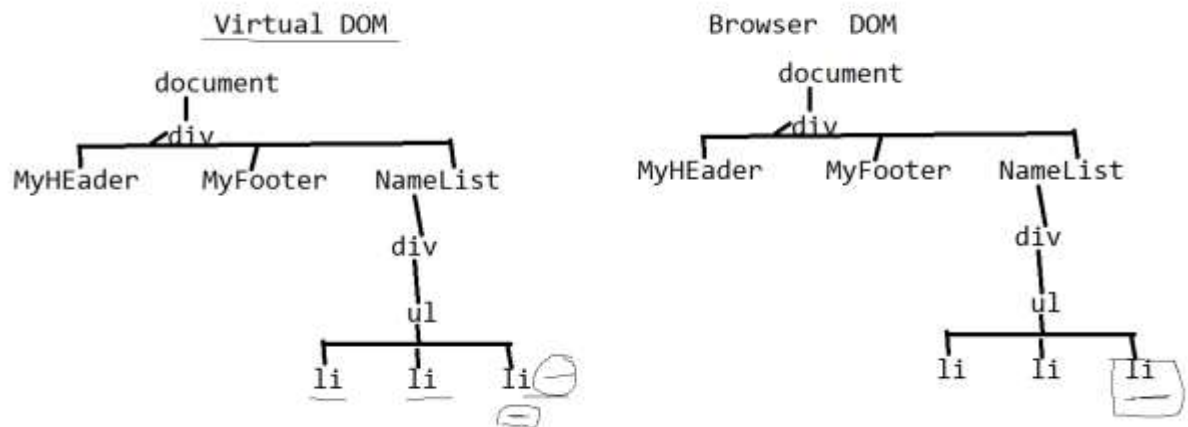 Virtual DOM
document
div
MyHEader MyFooter NameList
div
ul
li li li
Browser DOM
document
div
MyHEader MyFooter NameList
div
ul
li li li